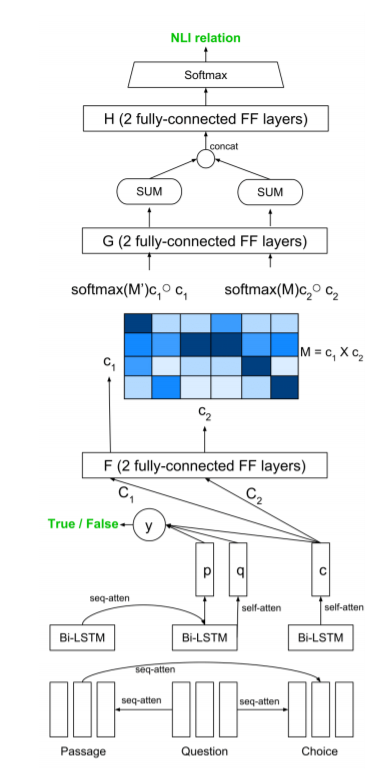 NLI relation
Softmax
H (2 fully-connected FF layers)
concat
SUM SUM
G (2 fully-connected FF layers)
softmax(M')c₁○ c₁ softmax(M)c₂○ c₂
M = c₁ X c₂
c₁
c₂
F (2 fully-connected FF layers)
C₁ C₂
True / False y
p q c
seq-atten self-atten self-atten
Bi-LSTM Bi-LSTM Bi-LSTM
seq-atten
seq-atten seq-atten
Passage Question Choice